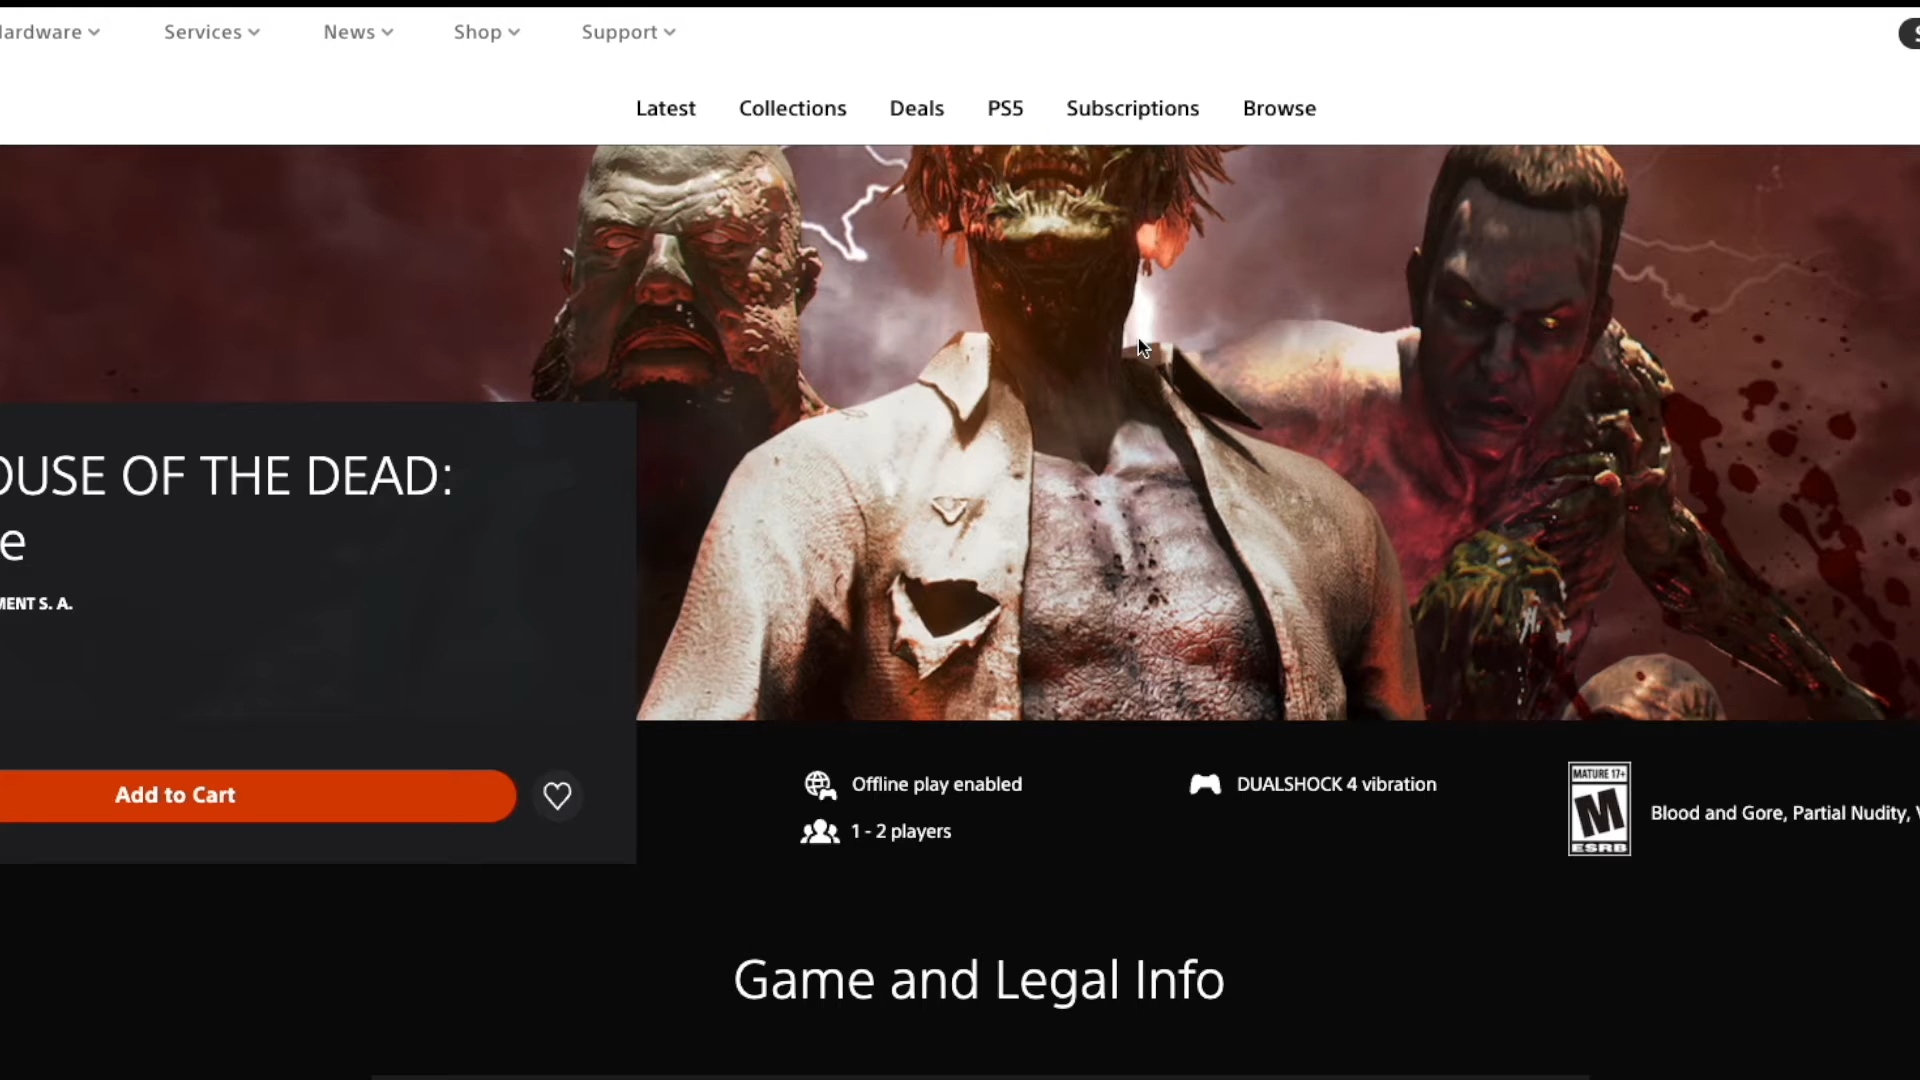 ardware
Services
News
Shop
Support
S
Latest
Collections
Deals
PS5
Subscriptions
Browse
OUSE OF THE DEAD:
e
MENT S. A.
Add to Cart
Offline play enabled
DUALSHOCK 4 vibration
1 - 2 players
MATURE 17+
M
ESRB
Blood and Gore, Partial Nudity, V
Game and Legal Info